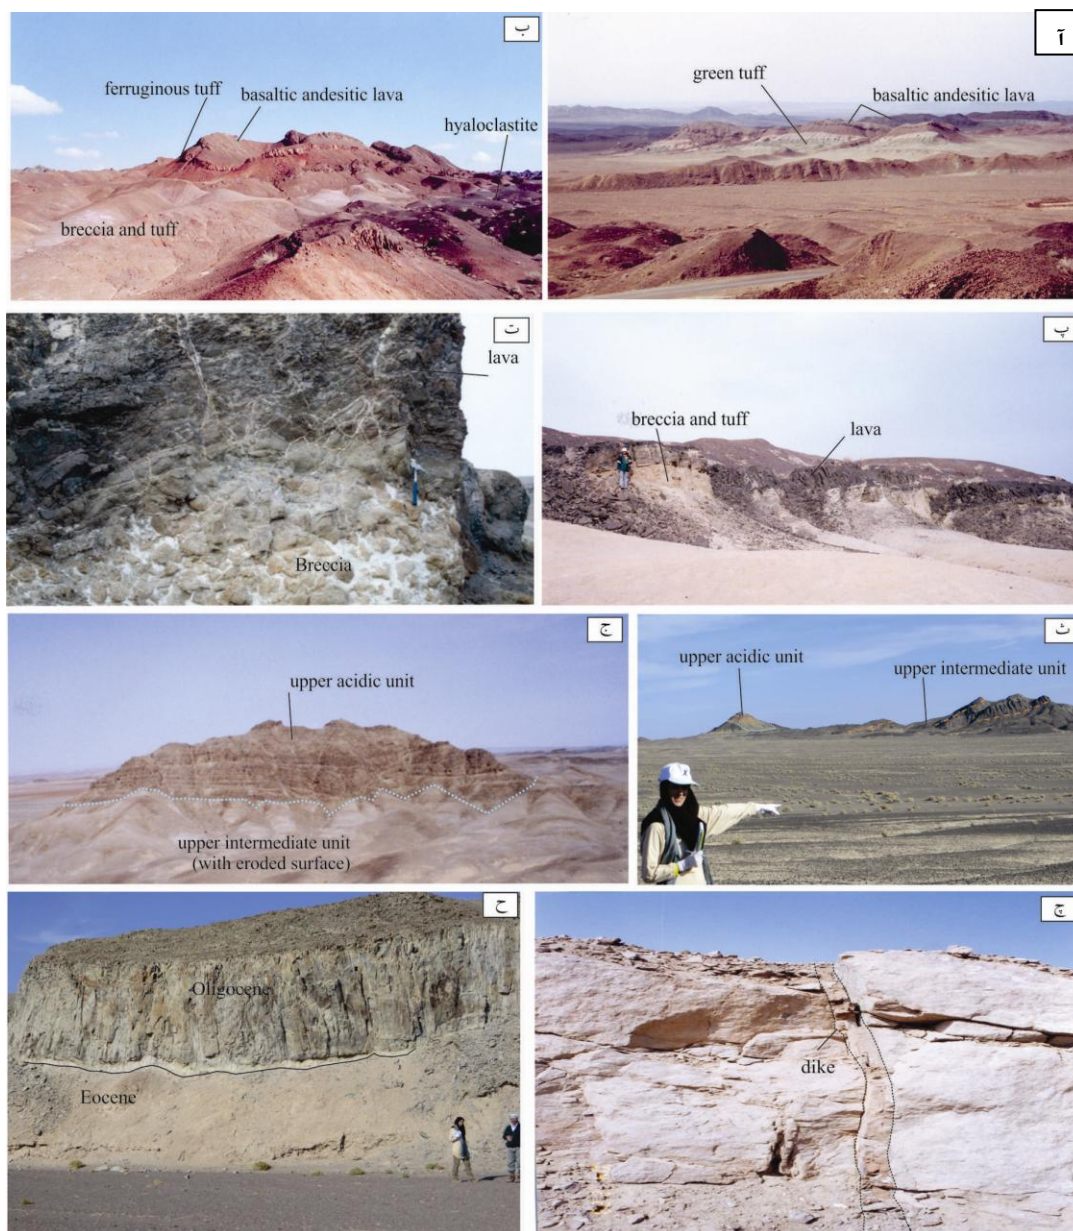 آ
green tuff
basaltic andesitic lava
ب
ferruginous tuff
basaltic andesitic lava
hyaloclastite
breccia and tuff
پ
breccia and tuff
lava
ت
lava
Breccia
ث
upper acidic unit
upper intermediate unit
ج
upper acidic unit
upper intermediate unit
(with eroded surface)
چ
dike
ح
Oligocene
Eocene